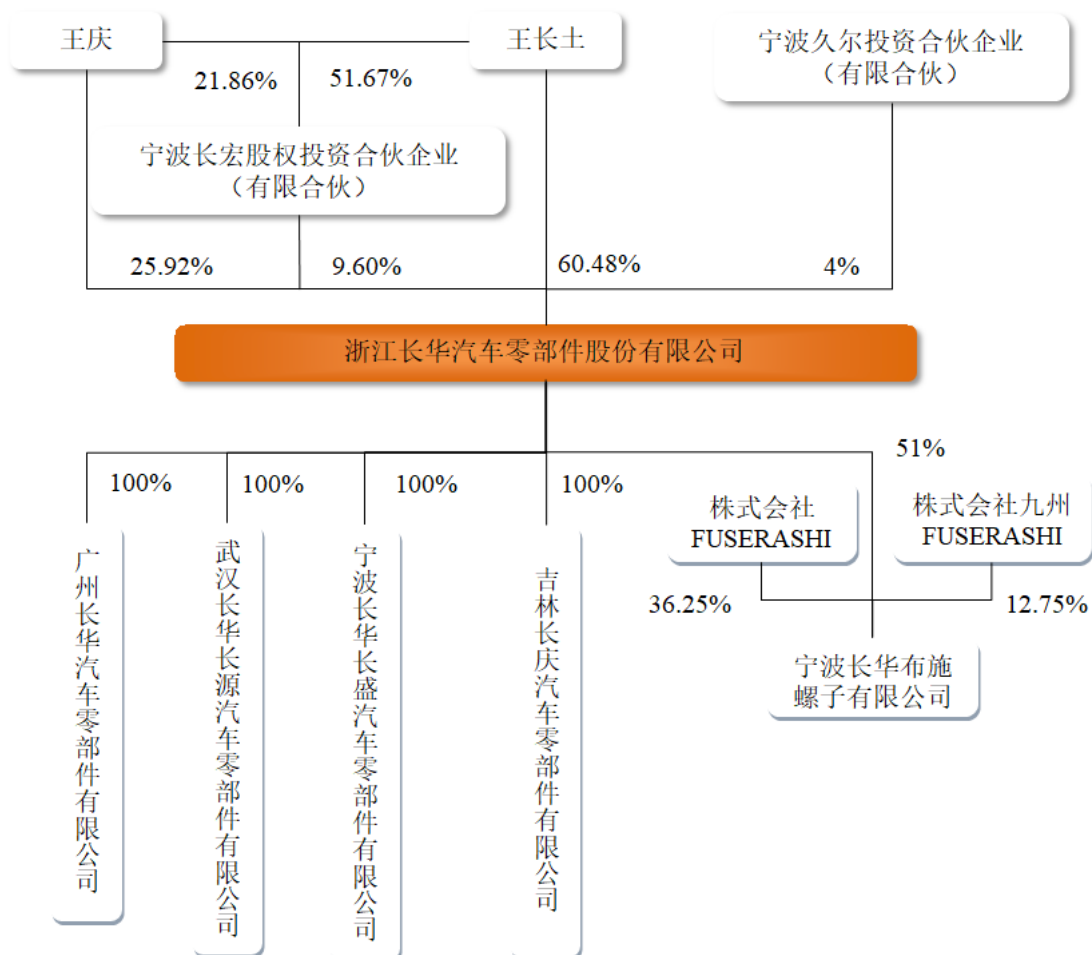 王庆
王长土
宁波久尔投资合伙企业
（有限合伙）
21.86%
51.67%
宁波长宏股权投资合伙企业
（有限合伙）
25.92%
9.60%
60.48%
4%
浙江长华汽车零部件股份有限公司
100%
100%
100%
100%
51%
广州长华汽车零部件有限公司
武汉长华长源汽车零部件有限公司
宁波长华长盛汽车零部件有限公司
吉林长庆汽车零部件有限公司
株式会社
FUSERASHI
株式会社九州
FUSERASHI
36.25%
12.75%
宁波长华布施
螺子有限公司